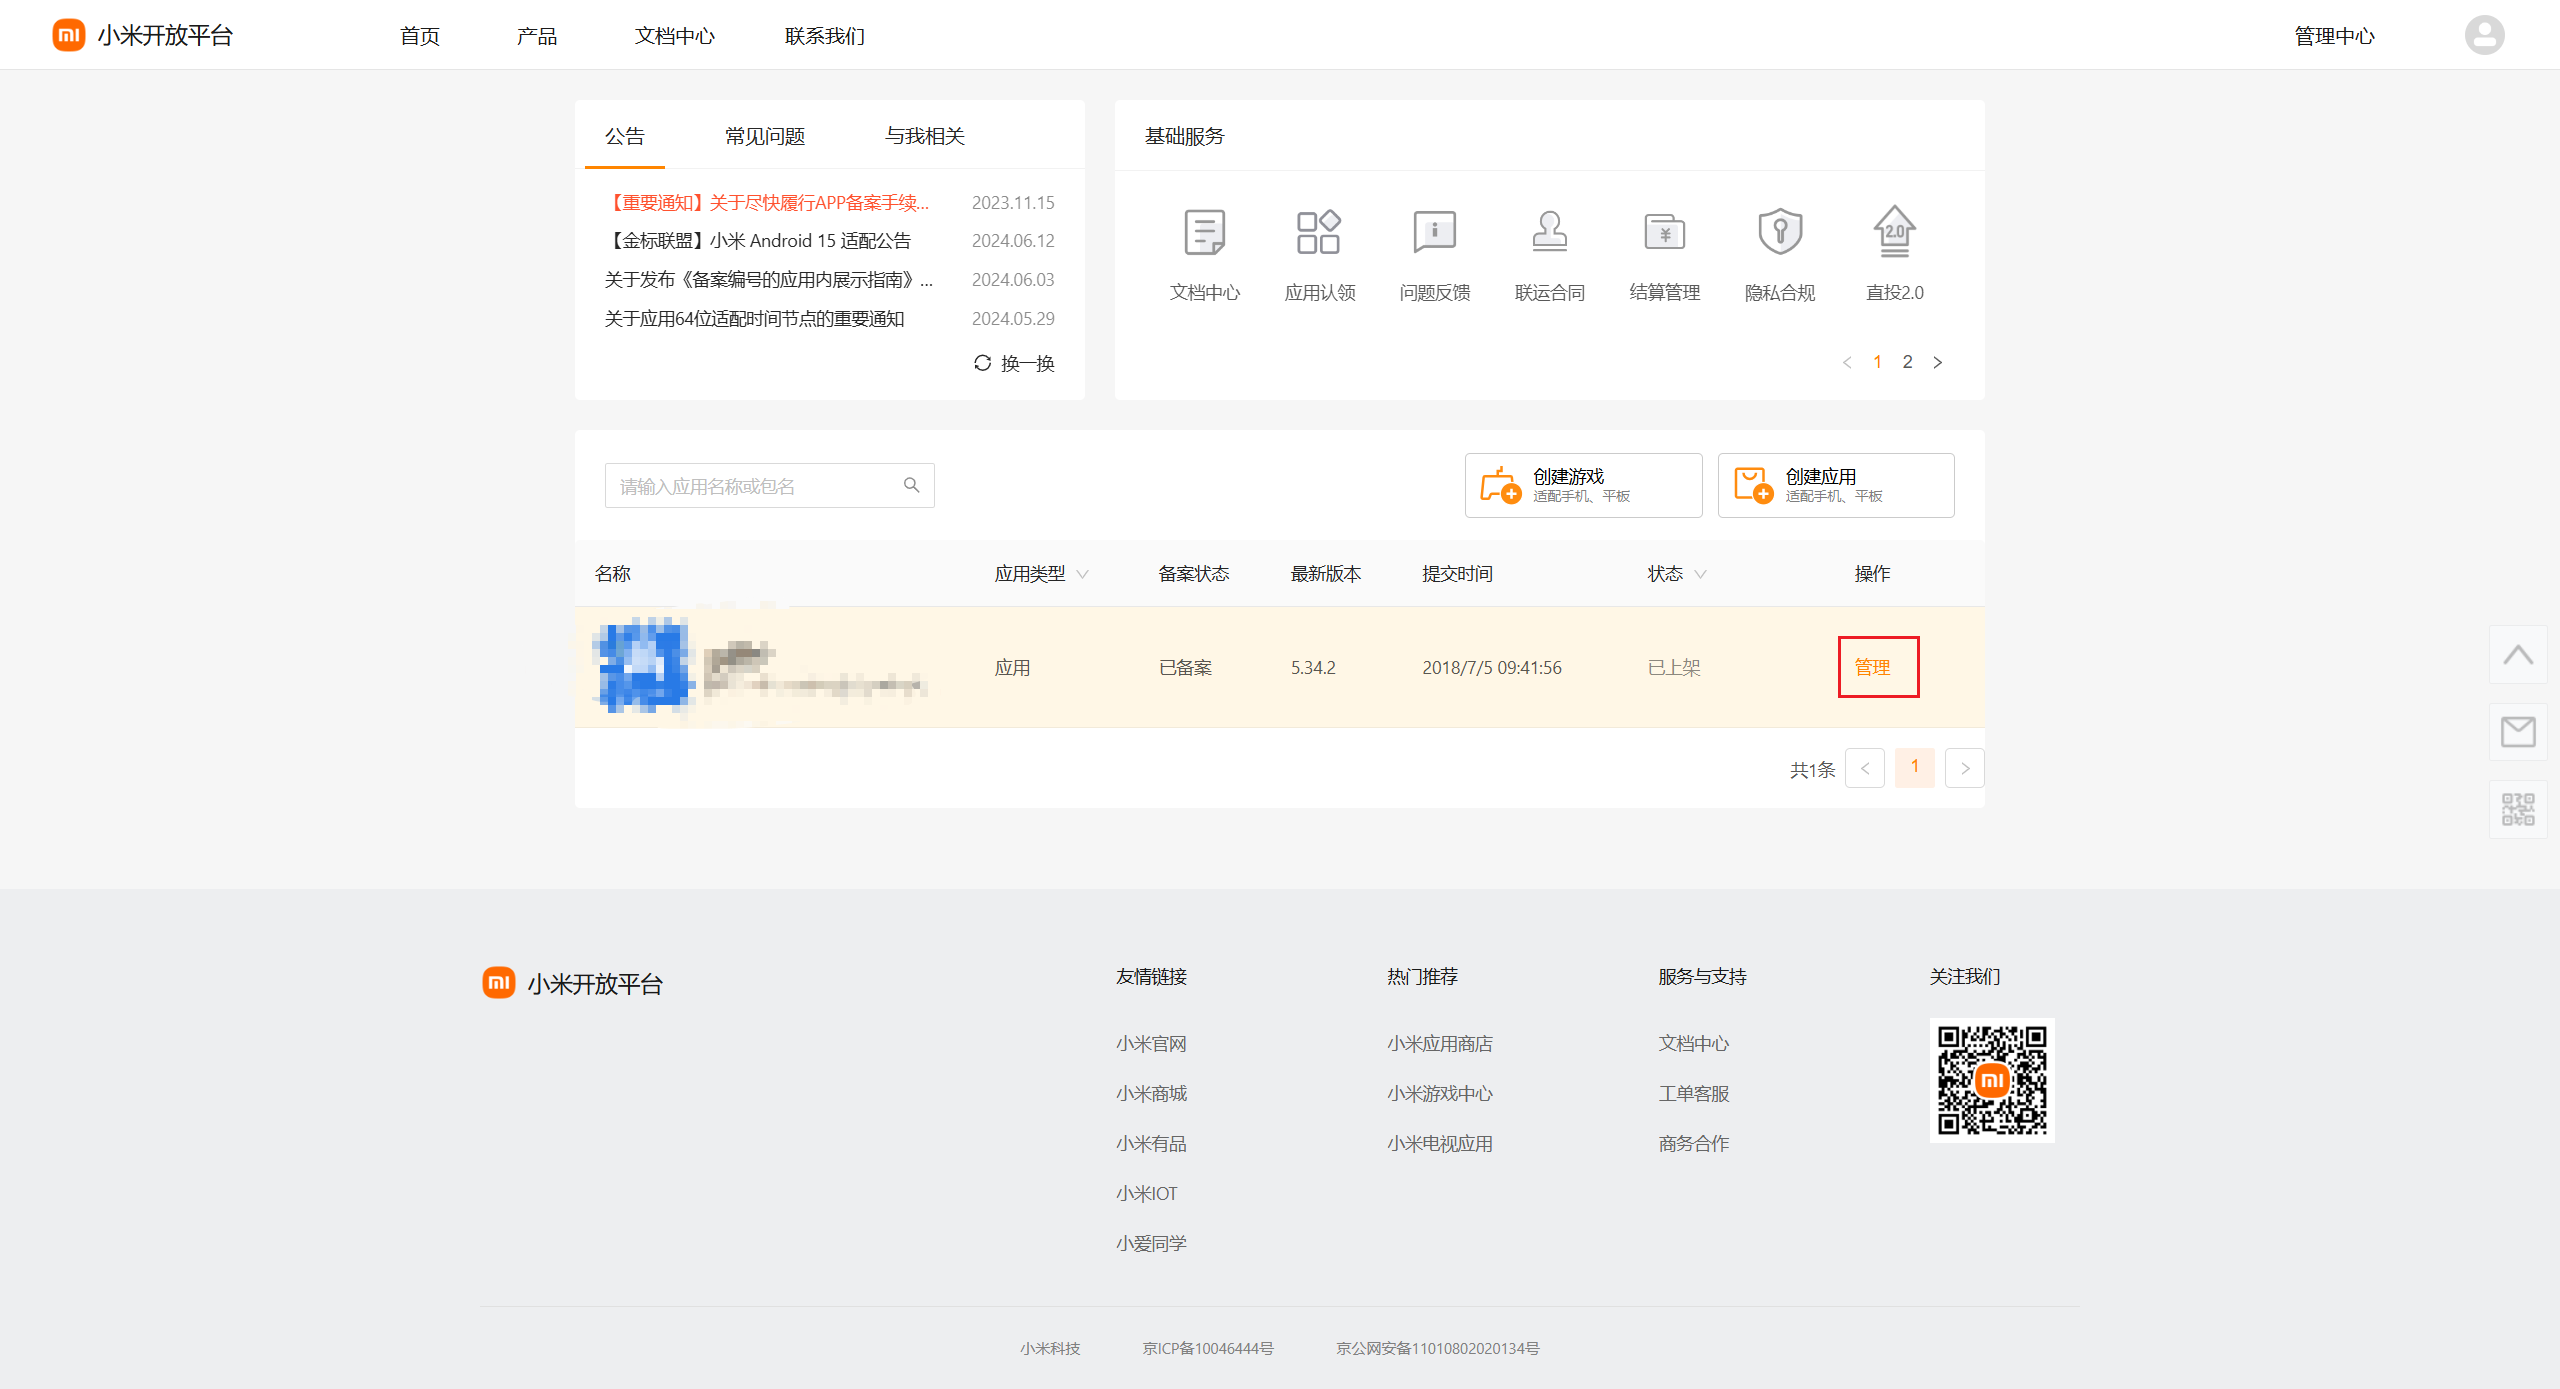 小米开放平台 首页 产品 文档中心 联系我们 管理中心
公告 常见问题 与我相关
【重要通知】关于尽快履行APP备案手续... 2023.11.15
【金标联盟】小米 Android 15 适配公告 2024.06.12
关于发布《备案编号的应用内展示指南》... 2024.06.03
关于应用64位适配时间节点的重要通知 2024.05.29
换一换
基础服务
2.0
文档中心 应用认领 问题反馈 联运合同 结算管理 隐私合规 直投2.0
1 2
请输入应用名称或包名
创建游戏
适配手机、平板
创建应用
适配手机、平板
名称 应用类型 备案状态 最新版本 提交时间 状态 操作
应用 已备案 5.34.2 2018/7/5 09:41:56 已上架 管理
共1条 1
小米开放平台
友情链接
小米官网
小米商城
小米有品
小米IOT
小爱同学
热门推荐
小米应用商店
小米游戏中心
小米电视应用
服务与支持
文档中心
工单客服
商务合作
关注我们
小米科技 京ICP备10046444号 京公网安备11010802020134号